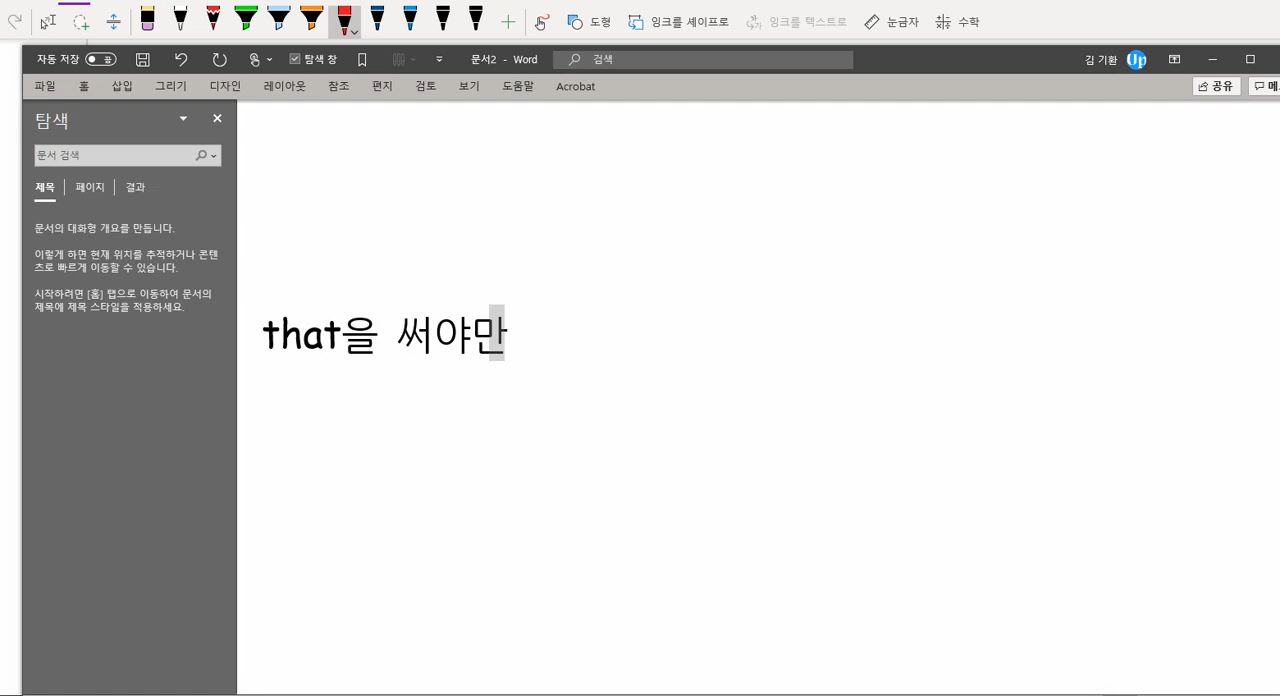 도형 잉크를 셰이프로 잉크를 텍스트로 눈금자 수학
자동 저장 끔 탐색 창 문서2 - Word 검색 김 기환 Up
파일 홈 삽입 그리기 디자인 레이아웃 참조 편지 검토 보기 도움말 Acrobat 공유 메
탐색
문서 검색
제목 페이지 결과
문서의 대화형 개요를 만듭니다.
이렇게 하면 현재 위치를 추적하거나 콘텐
츠로 빠르게 이동할 수 있습니다.
시작하려면 [홈] 탭으로 이동하여 문서의
제목에 제목 스타일을 적용하세요.
that을 써야만